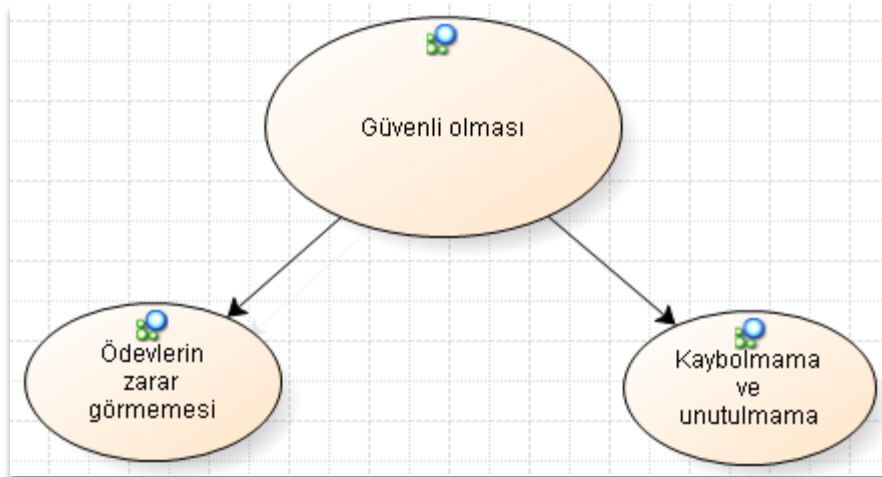 Güvenli olması
Ödevlerin
zarar
görmemesi
Kaybolmama
ve
unutulmama